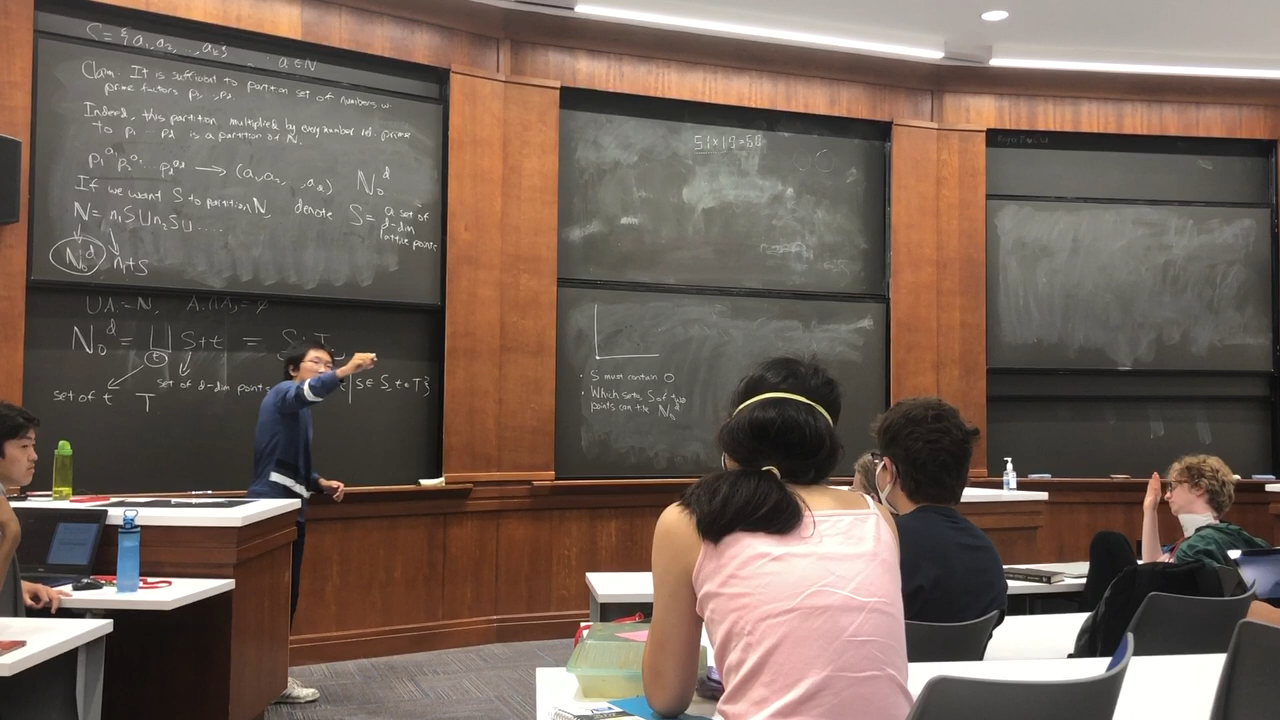 S = { a₁, a₂, ..., aₖ}
a ∈ N
Claim: It is sufficient to partition set of numbers w.
prime factors p₁...p_d.
Indeed, this partition multiplied by every number rel. prime
to p₁...p_d is a partition of N.
p₁^a₁ p₂^a₂ ... p_d^a_d → (a₁, a₂, ..., a_d) N₀^d
If we want S to partition N, denote S = a set of
d-dim
lattice points
N = n₁S ⊔ n₂S ⊔ ....
N₀^d n₁+S
∪A = N, A ∩ A = ∅
N₀^d = ⊔ S+t = S
t
set of d-dim points
set of t T
| s ∈ S, t ∈ T}
51×19=50
• S must contain 0
• Which sets S of two
points can tile N₀^d